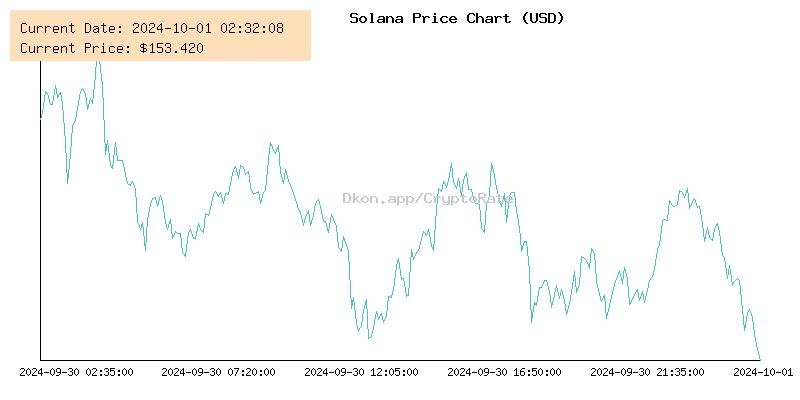 Solana Price Chart (USD)
Current Date: 2024-10-01 02:32:08
Current Price: $153.420
Dkon.app/CryptoRate
2024-09-30 02:35:00 2024-09-30 07:20:00 2024-09-30 12:05:00 2024-09-30 16:50:00 2024-09-30 21:35:00 2024-10-01